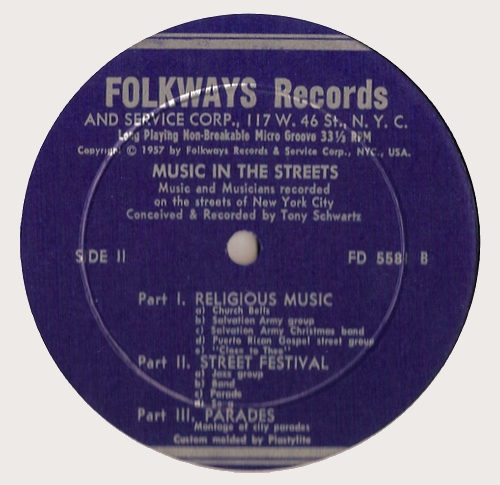 FOLKWAYS Records
AND SERVICE CORP., 117 W. 46 St., N. Y. C.
Long Playing Non-Breakable Micro Groove 33⅓ RPM
Copyright © 1957 by Folkways Records & Service Corp., NYC., USA.
MUSIC IN THE STREETS
Music and Musicians recorded
on the streets of New York City
Conceived & Recorded by Tony Schwartz
SIDE II
FD 5581 B
Part I. RELIGIOUS MUSIC
a) Church Bells
b) Salvation Army group
c) Salvation Army Christmas band
d) Puerto Rican Gospel street group
e) "Close to Thee"
Part II. STREET FESTIVAL
a) Jazz group
b) Band
c) Parade
d) Song
Part III. PARADES
Montage of city parades
Custom molded by Plastylite